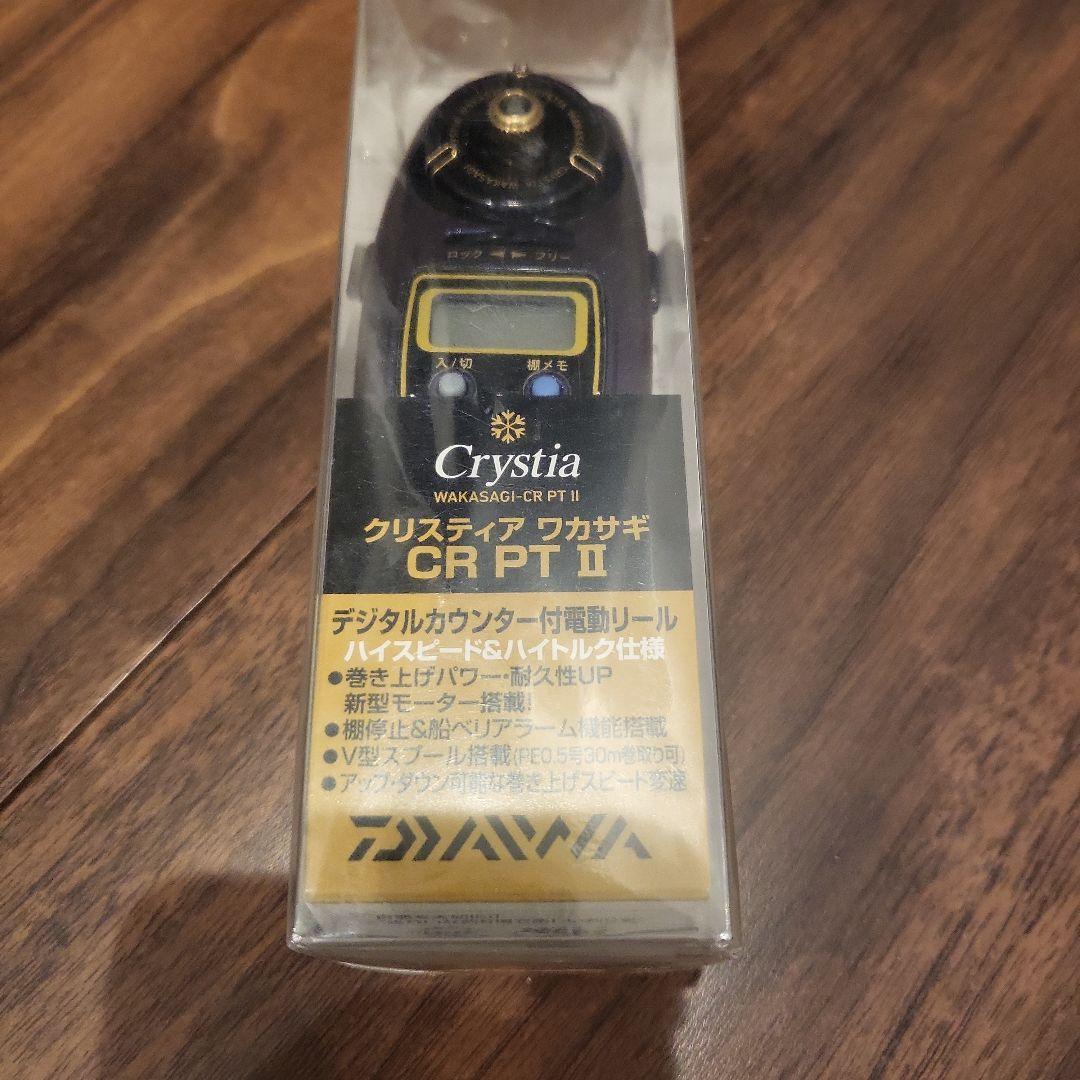 ロック ◀ ▶ フリー
入/切 棚メモ
Crystia
WAKASAGI-CR PT II
クリスティア ワカサギ
CR PT II
デジタルカウンター付電動リール
ハイスピード&ハイトルク仕様
●巻き上げパワー・耐久性UP
新型モーター搭載!
●棚停止&船べリアラーム機能搭載
●V型スプール搭載(PE0.5号30m巻取り可)
●アップ・ダウン可能な巻き上げスピード変速
DAIWA